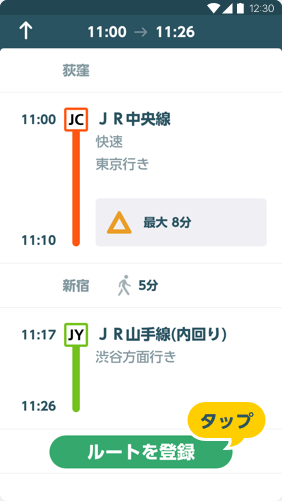 12:30
11:00 → 11:26
荻窪
11:00 JC ＪＲ中央線
快速
東京行き
最大 8分
11:10
新宿 5分
11:17 JY ＪＲ山手線(内回り)
渋谷方面行き
11:26
タップ
ルートを登録